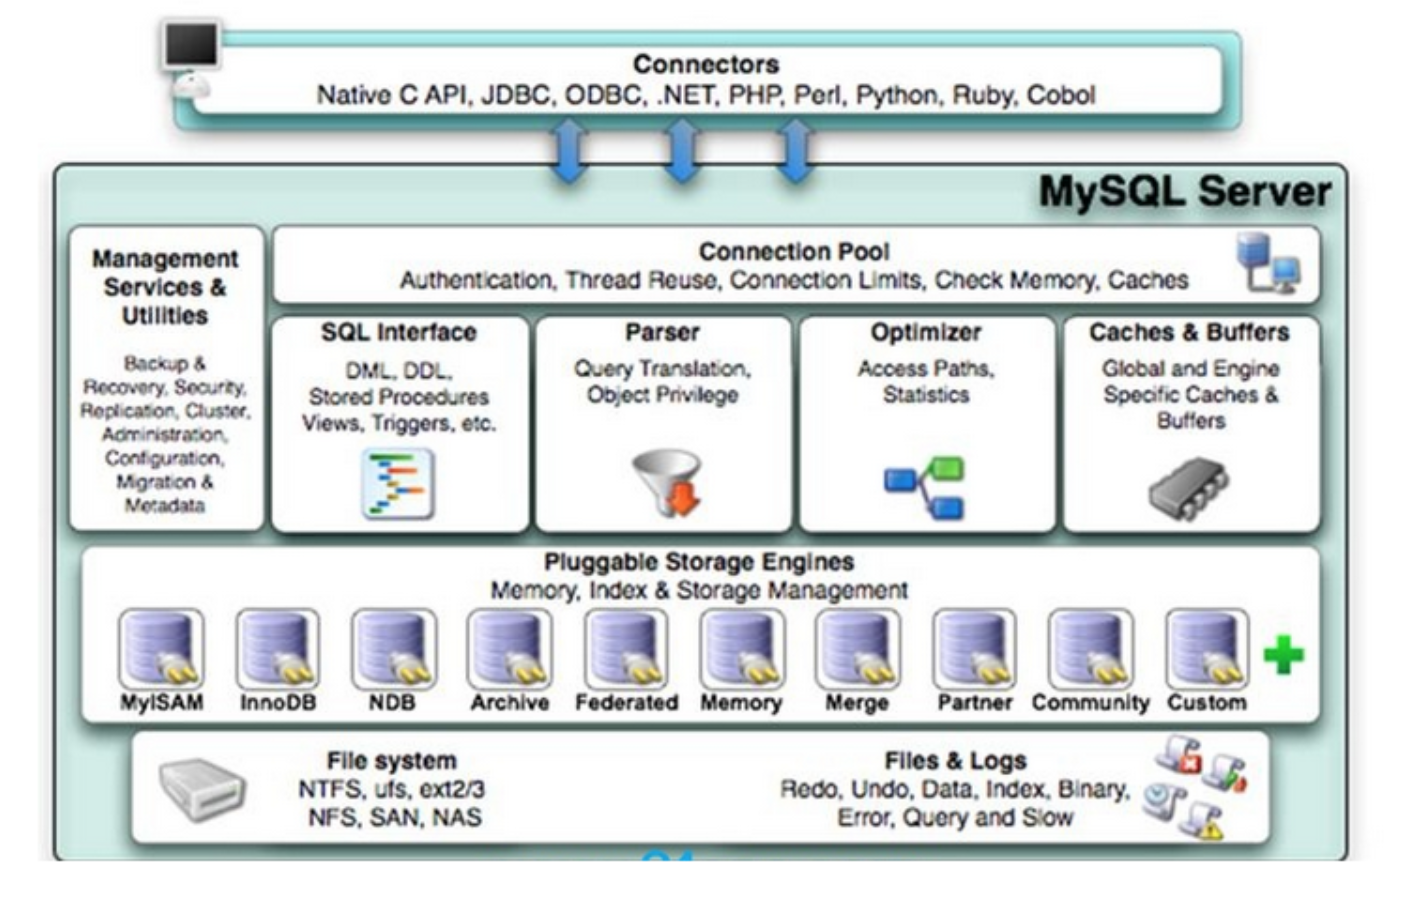 Connectors
Native C API, JDBC, ODBC, .NET, PHP, Perl, Python, Ruby, Cobol
MySQL Server
Management
Services &
Utilities
Backup &
Recovery, Security,
Replication, Cluster,
Administration,
Configuration,
Migration &
Metadata
Connection Pool
Authentication, Thread Reuse, Connection Limits, Check Memory, Caches
SQL Interface
DML, DDL,
Stored Procedures
Views, Triggers, etc.
Parser
Query Translation,
Object Privilege
Optimizer
Access Paths,
Statistics
Caches & Buffers
Global and Engine
Specific Caches &
Buffers
Pluggable Storage Engines
Memory, Index & Storage Management
MyISAM
InnoDB
NDB
Archive
Federated
Memory
Merge
Partner
Community
Custom
File system
NTFS, ufs, ext2/3
NFS, SAN, NAS
Files & Logs
Redo, Undo, Data, Index, Binary,
Error, Query and Slow